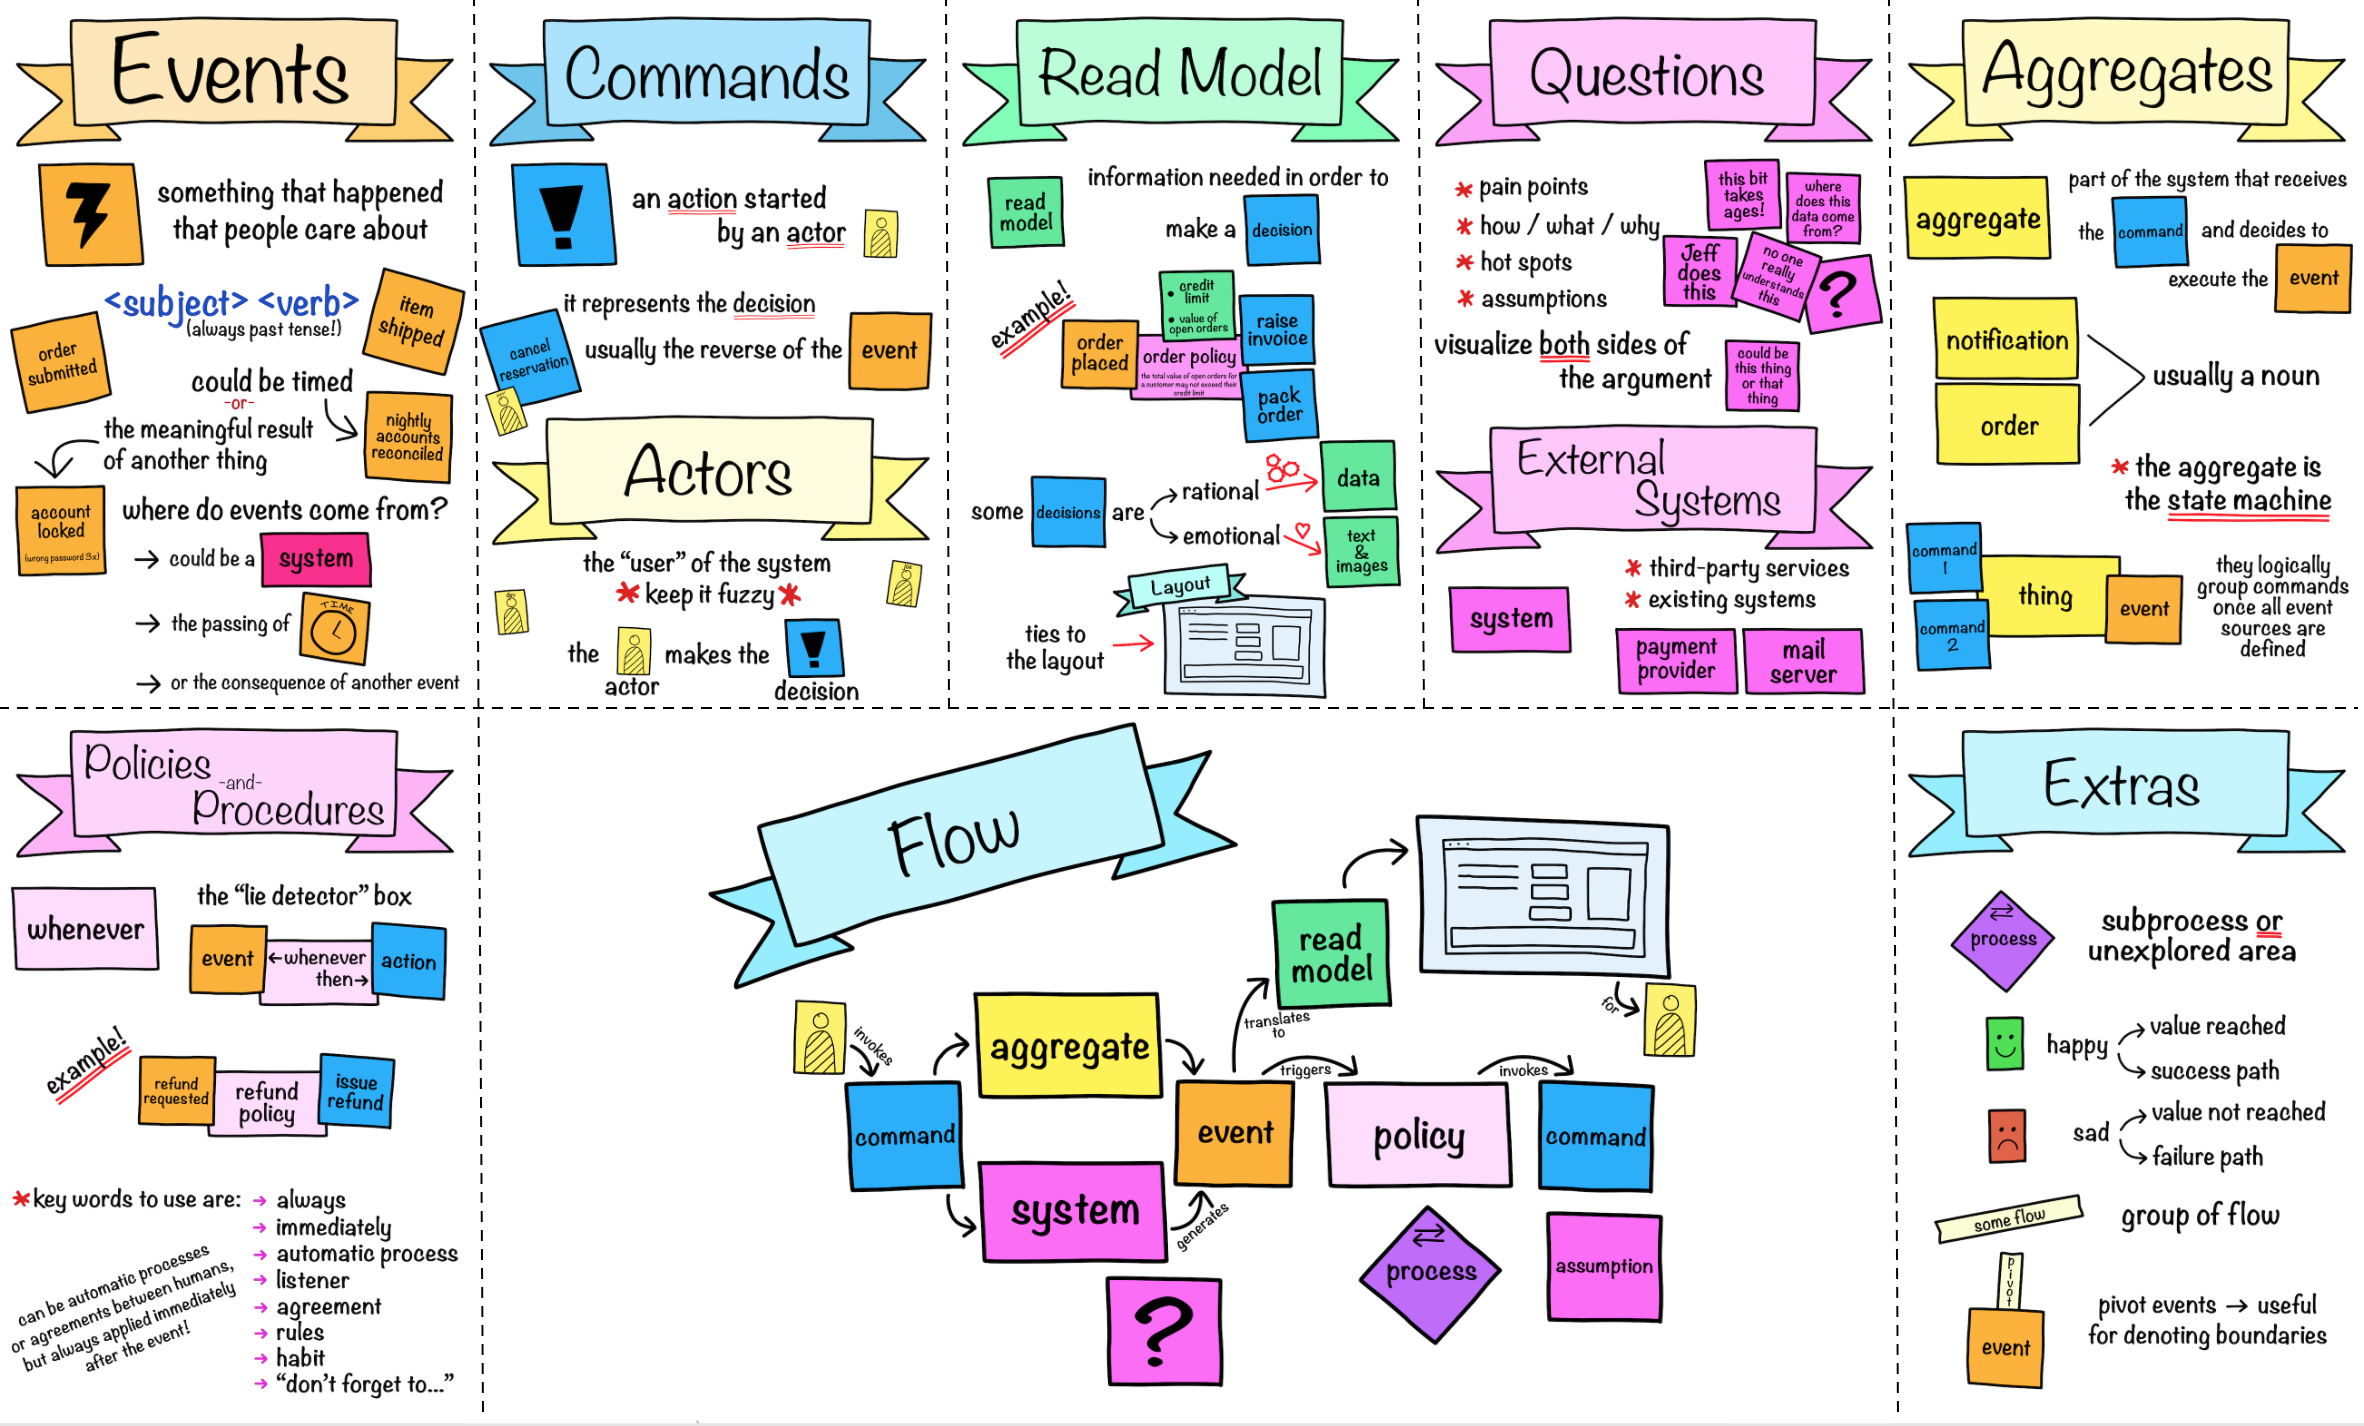 Events
something that happened
that people care about
<subject> <verb>
(always past tense!)
item
shipped
order
submitted
could be timed
-or-
the meaningful result
of another thing
nightly
accounts
reconciled
account
locked
(wrong password 3x)
where do events come from?
→ could be a system
→ the passing of TIME
→ or the consequence of another event
Commands
!
an action started
by an actor
it represents the decision
cancel
reservation
usually the reverse of the event
Actors
the “user” of the system
* keep it fuzzy *
the actor makes the ! decision
Read Model
read
model
information needed in order to
make a decision
example!
• credit
limit
• value of
open orders
order
placed
order policy
the total value of open orders for
a customer may not exceed their
credit limit
raise
invoice
pack
order
some decisions are
rational
data
emotional
text
&
images
Layout
ties to
the layout
Questions
* pain points
* how / what / why
* hot spots
* assumptions
this bit
takes
ages!
where
does this
data come
from?
Jeff
does
this
no one
really
understands
this
?
visualize both sides of
the argument
could be
this thing
or that
thing
External
Systems
* third-party services
* existing systems
system
payment
provider
mail
server
Aggregates
aggregate
part of the system that receives
the command and decides to
execute the event
notification
order
usually a noun
* the aggregate is
the state machine
command
1
command
2
thing
event
they logically
group commands
once all event
sources are
defined
Policies
-and-
Procedures
whenever
the “lie detector” box
event
←whenever
then→
action
example!
refund
requested
refund
policy
issue
refund
* key words to use are:
→ always
→ immediately
→ automatic process
→ listener
→ agreement
→ rules
→ habit
→ “don’t forget to...”
can be automatic processes
or agreements between humans,
but always applied immediately
after the event!
Flow
invokes
command
aggregate
system
generates
event
translates
to
read
model
for
triggers
policy
invokes
command
process
assumption
?
Extras
process
subprocess or
unexplored area
happy
value reached
success path
sad
value not reached
failure path
some flow
group of flow
pivot
event
pivot events → useful
for denoting boundaries